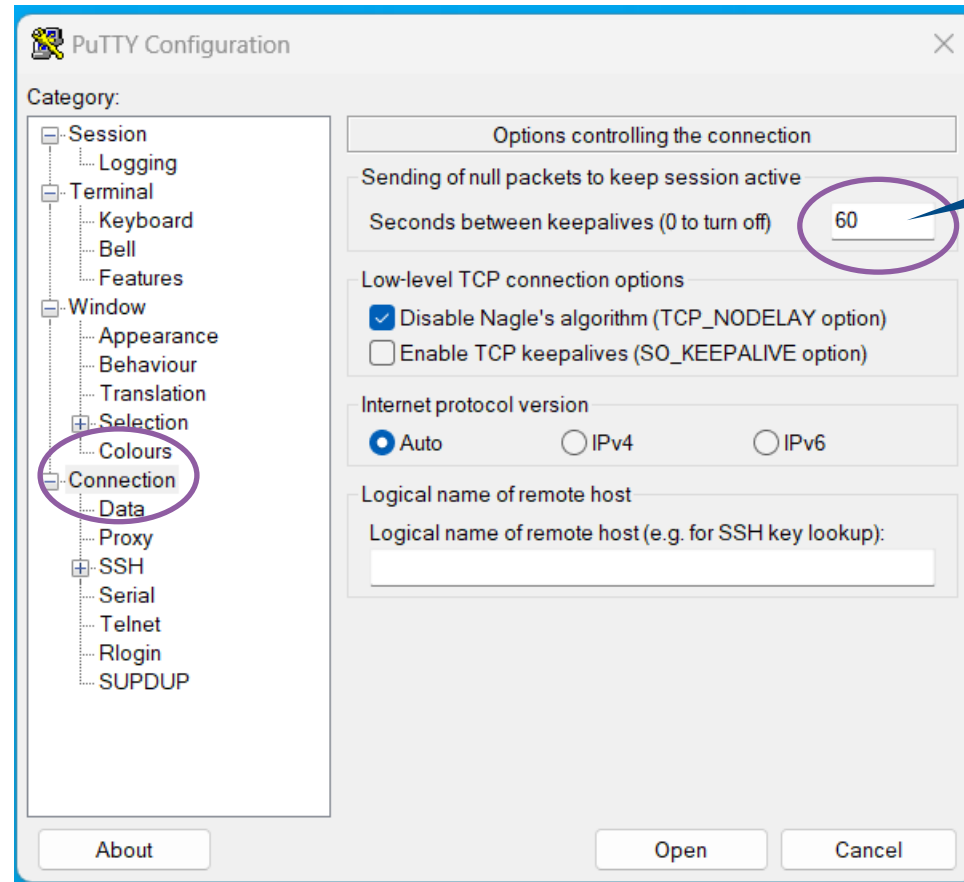 PuTTY Configuration
Category:
Session
Logging
Terminal
Keyboard
Bell
Features
Window
Appearance
Behaviour
Translation
Selection
Colours
Connection
Data
Proxy
SSH
Serial
Telnet
Rlogin
SUPDUP
Options controlling the connection
Sending of null packets to keep session active
Seconds between keepalives (0 to turn off) 60
Low-level TCP connection options
Disable Nagle's algorithm (TCP_NODELAY option)
Enable TCP keepalives (SO_KEEPALIVE option)
Internet protocol version
Auto IPv4 IPv6
Logical name of remote host
Logical name of remote host (e.g. for SSH key lookup):
About Open Cancel